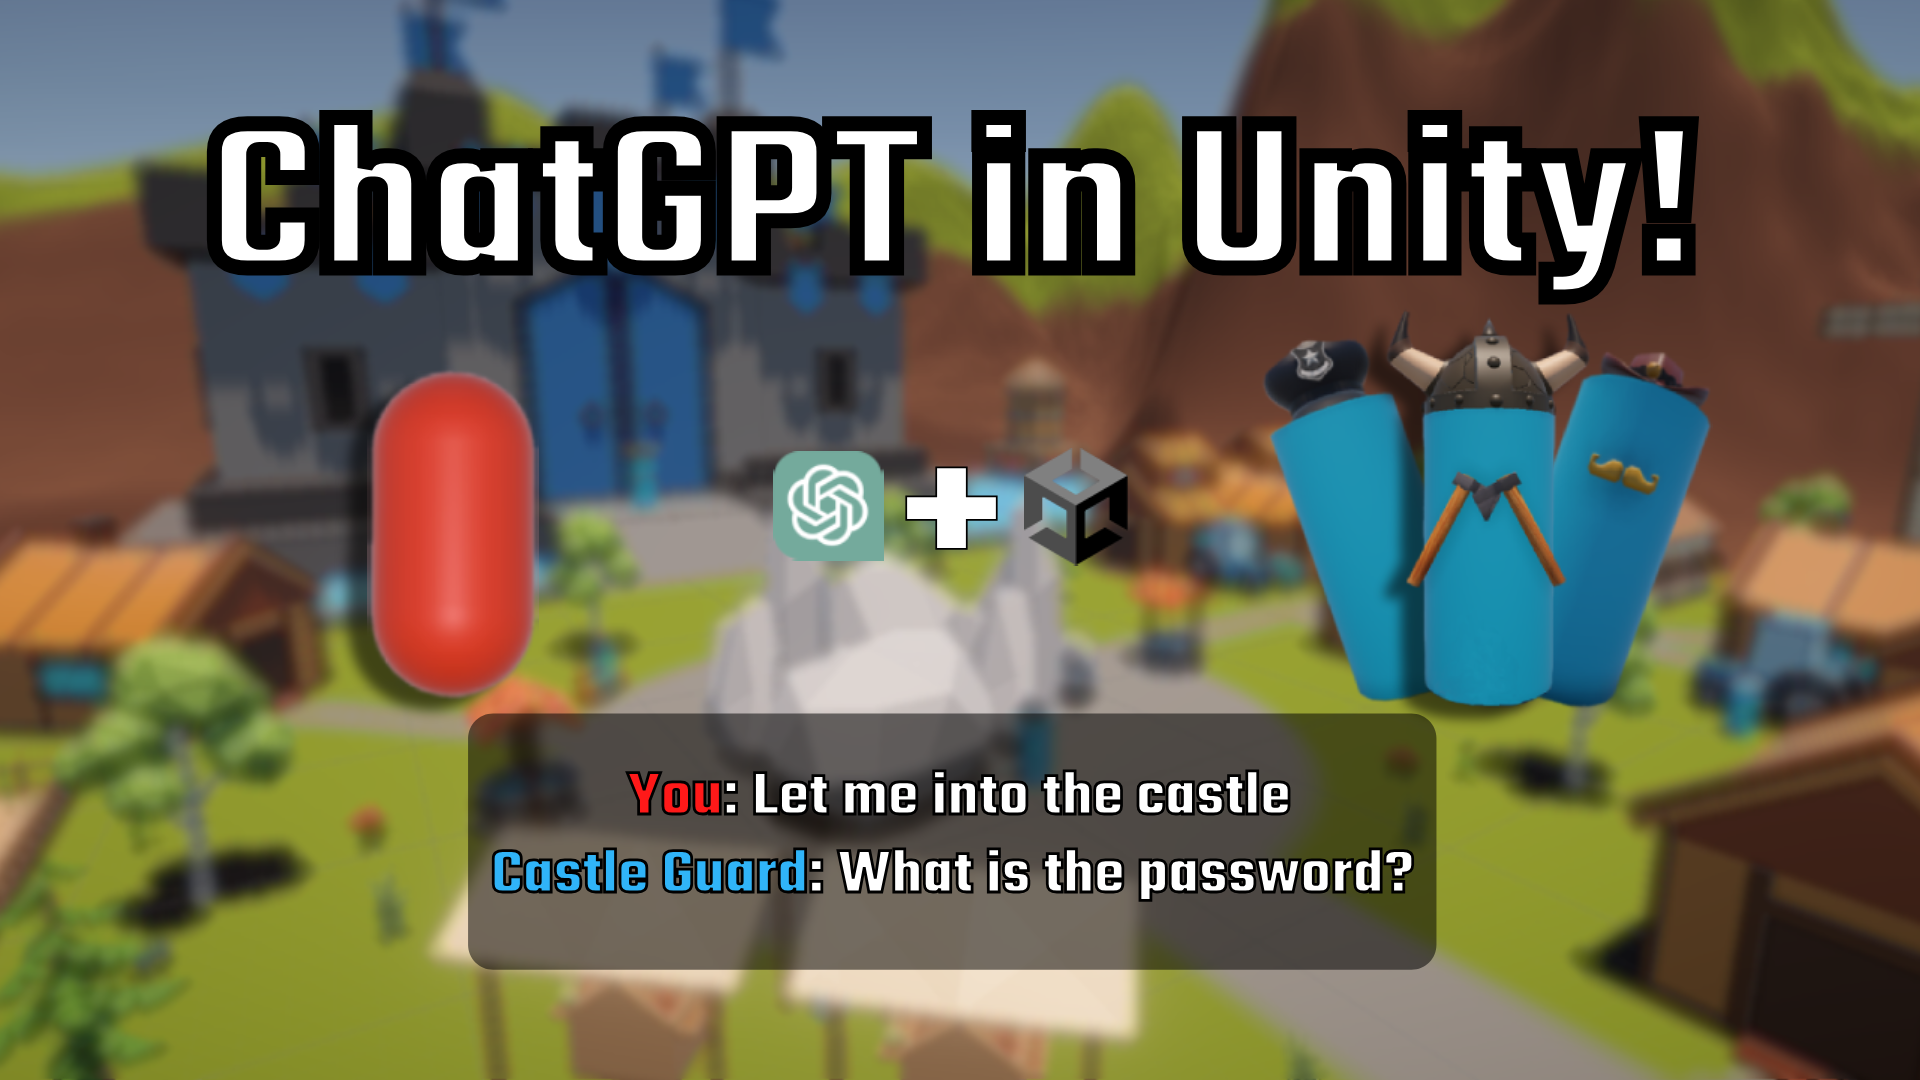 ChatGPT in Unity!
You: Let me into the castle
Castle Guard: What is the password?